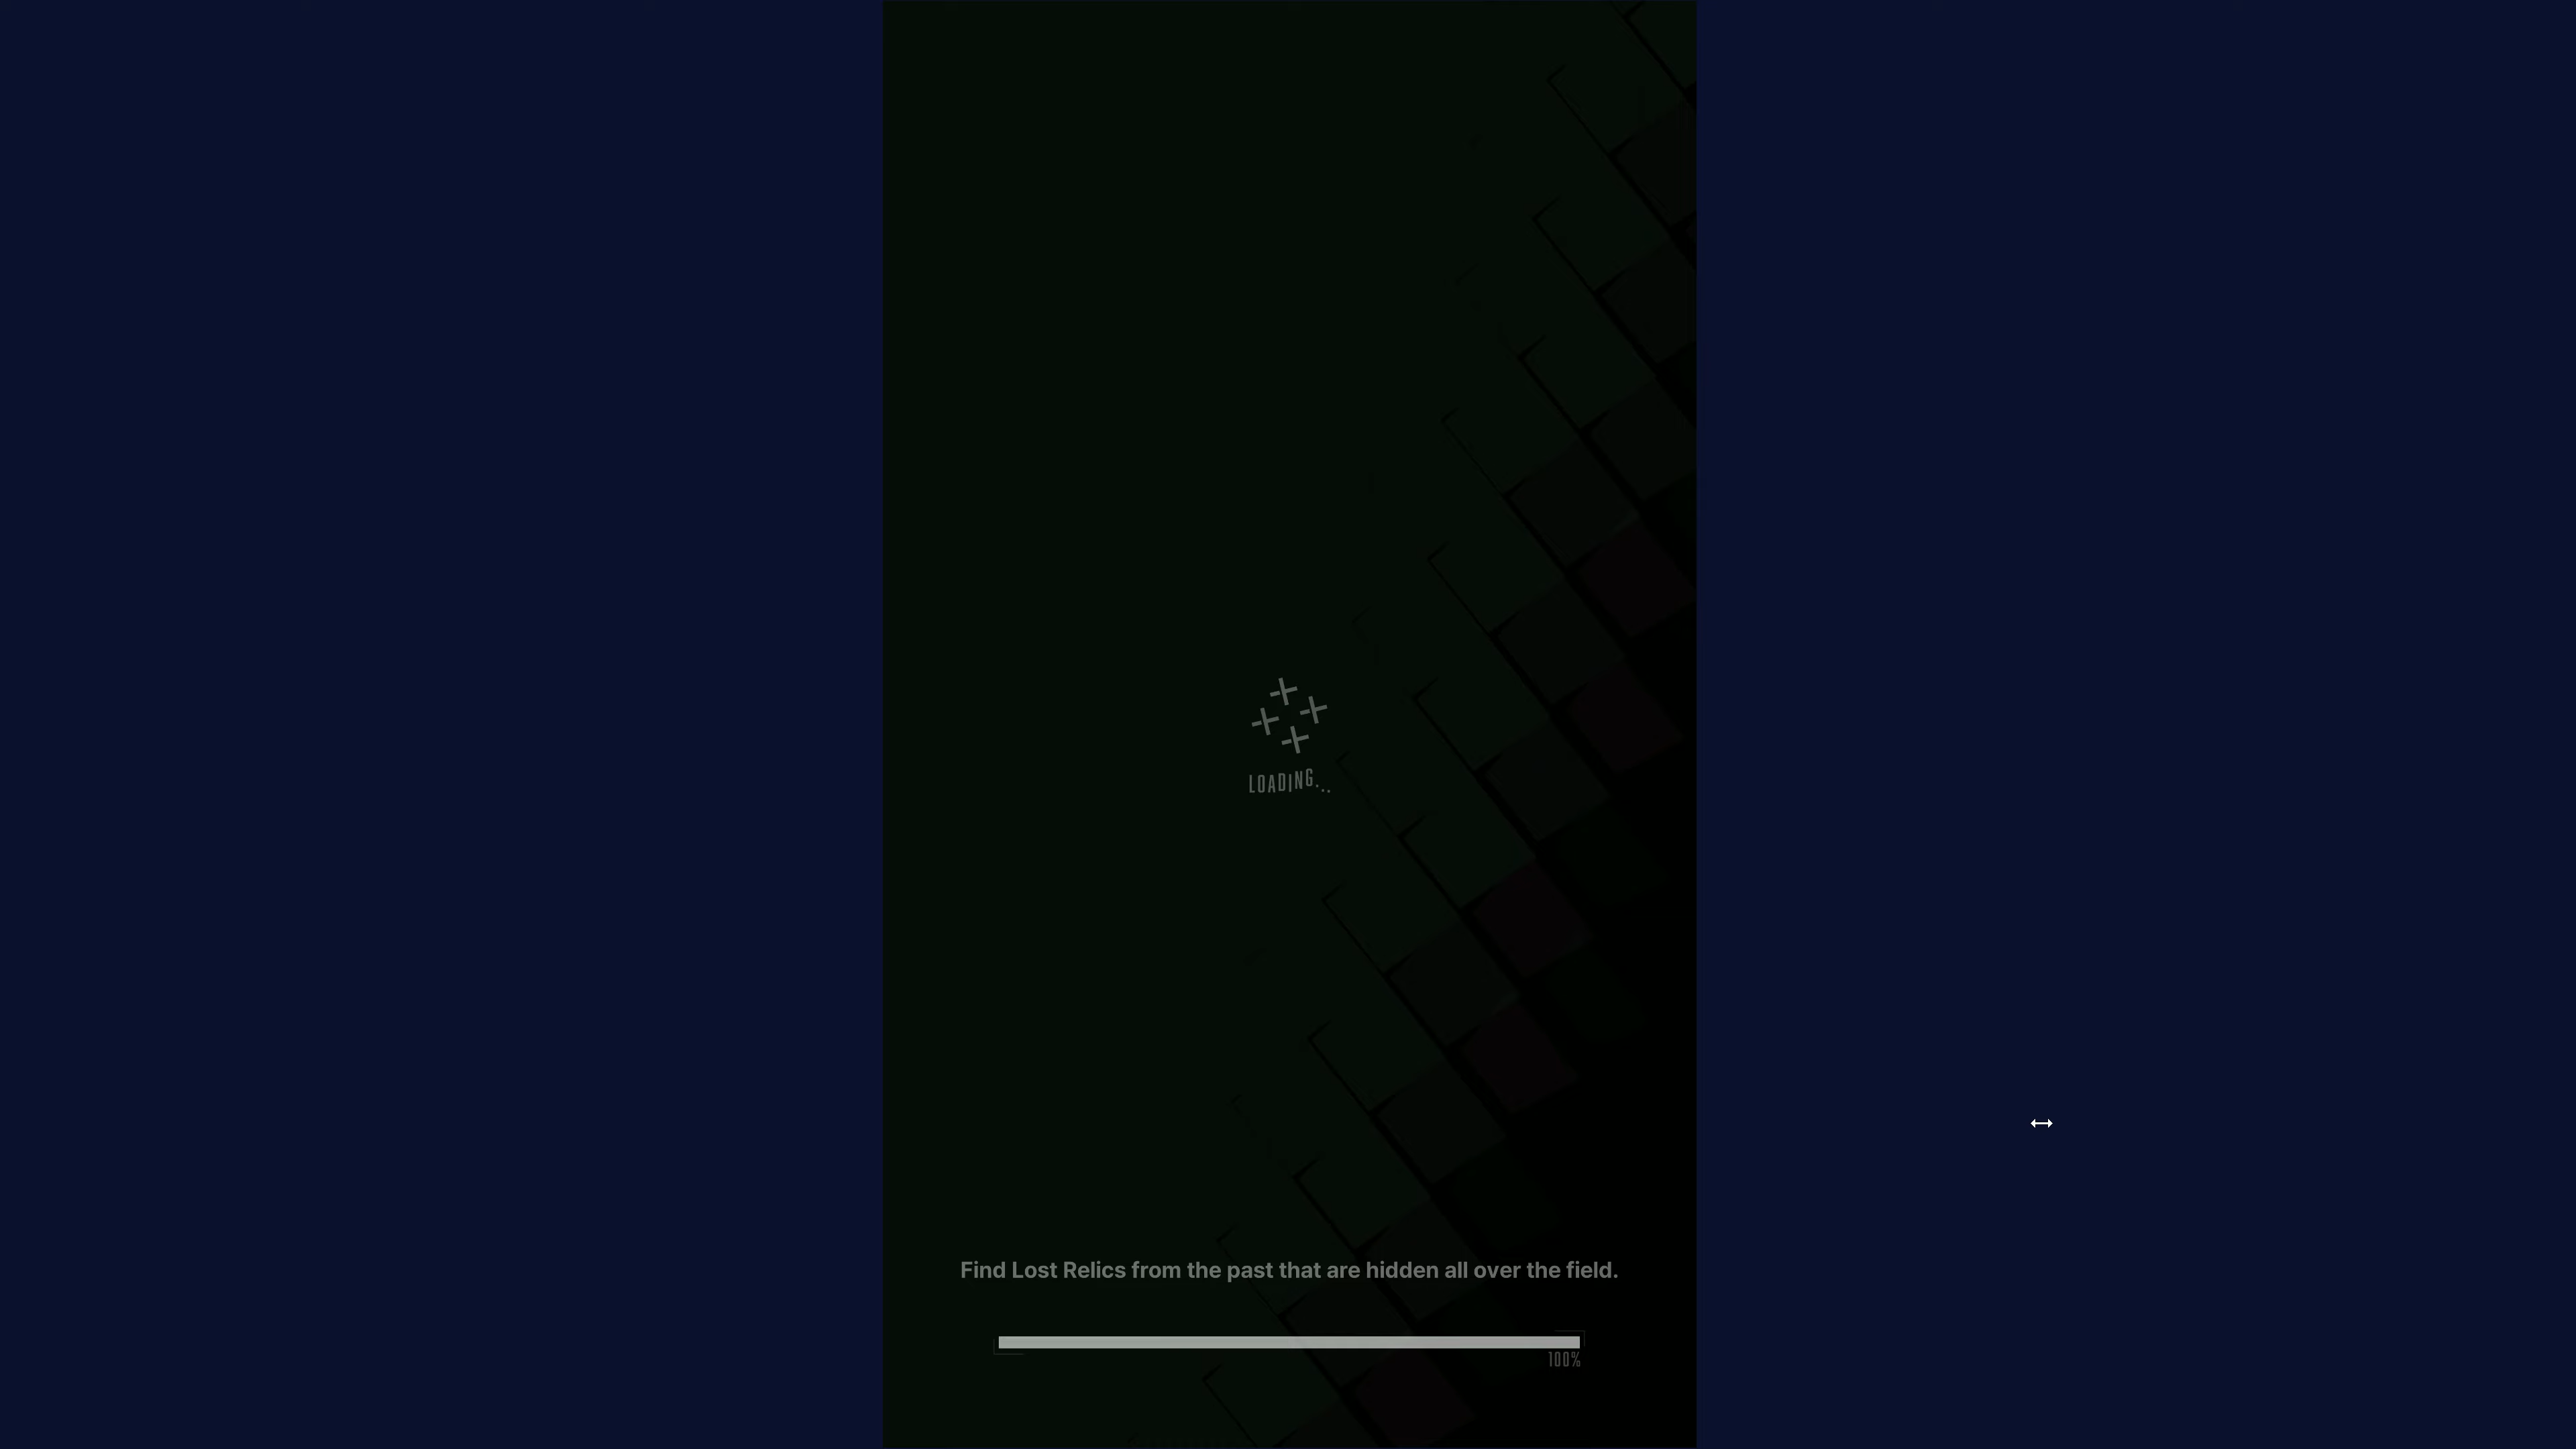 LOADING...
Find Lost Relics from the past that are hidden all over the field.
100%